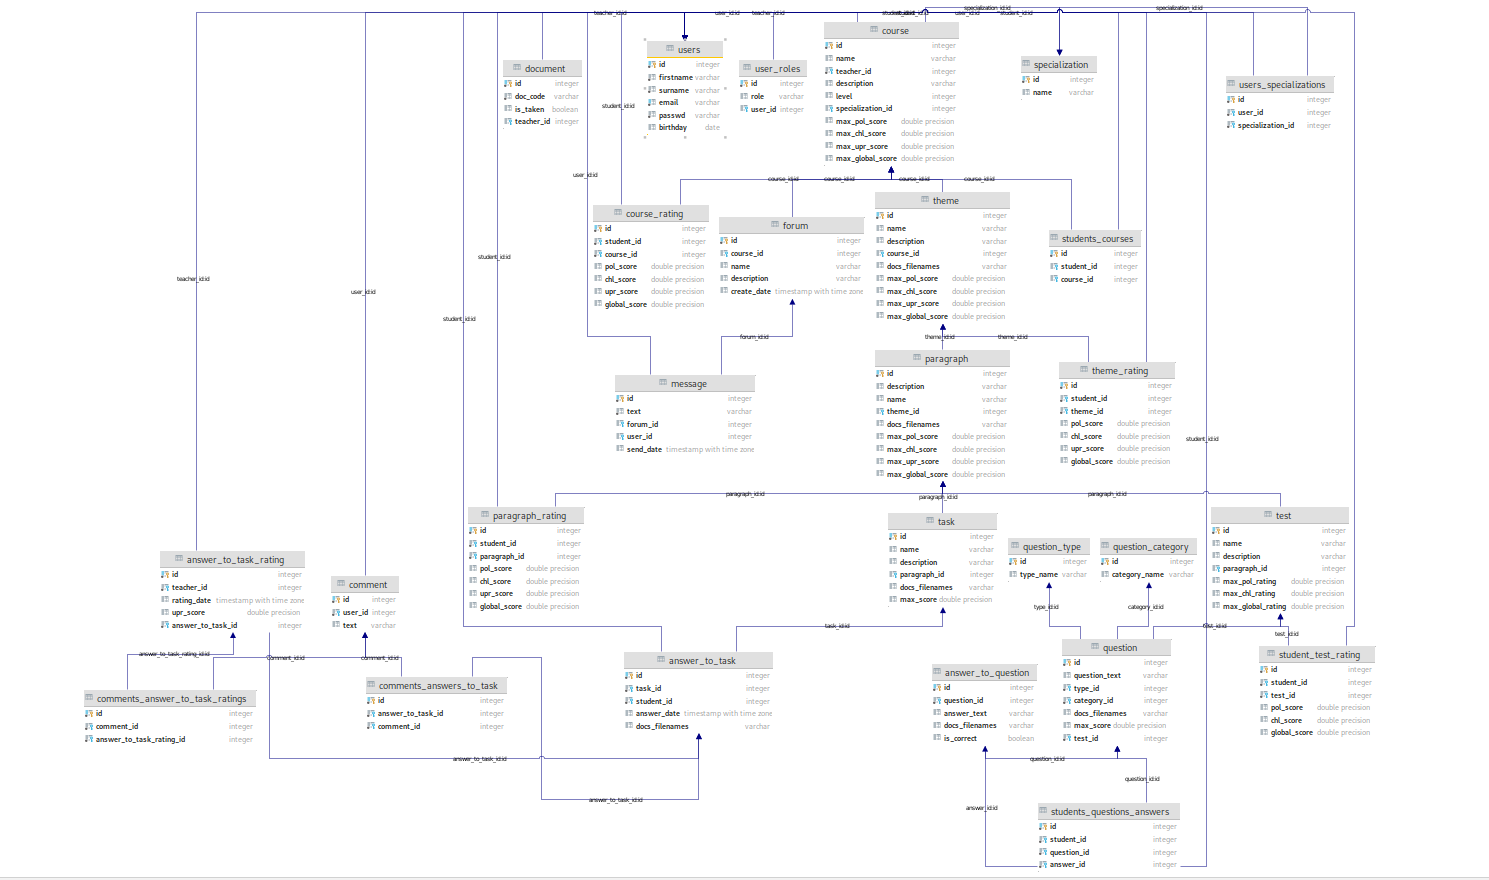 teacher_id:id
user_id:id
teacher_id:id
user_id:id
student_id:id
specialization_id:id
specialization_id:id
document
id integer
doc_code varchar
is_taken boolean
teacher_id integer
users
id integer
firstname varchar
surname varchar
email varchar
passwd varchar
birthday date
user_roles
id integer
role varchar
user_id integer
course
id integer
name varchar
teacher_id integer
description varchar
level integer
specialization_id integer
max_pol_score double precision
max_chl_score double precision
max_upr_score double precision
max_global_score double precision
specialization
id integer
name varchar
users_specializations
id integer
user_id integer
specialization_id integer
student_id:id
user_id:id
course_id:id
course_id:id
course_id:id
course_id:id
course_rating
id integer
student_id integer
course_id integer
pol_score double precision
chl_score double precision
upr_score double precision
global_score double precision
forum
id integer
course_id integer
name varchar
description varchar
create_date timestamp with time zone
theme
id integer
name varchar
description varchar
course_id integer
docs_filenames varchar
max_pol_score double precision
max_chl_score double precision
max_upr_score double precision
max_global_score double precision
students_courses
id integer
student_id integer
course_id integer
student_id:id
teacher_id:id
user_id:id
student_id:id
forum_id:id
theme_id:id
theme_id:id
message
id integer
text varchar
forum_id integer
user_id integer
send_date timestamp with time zone
paragraph
id integer
description varchar
name varchar
theme_id integer
docs_filenames varchar
max_pol_score double precision
max_chl_score double precision
max_upr_score double precision
max_global_score double precision
theme_rating
id integer
student_id integer
theme_id integer
pol_score double precision
chl_score double precision
upr_score double precision
global_score double precision
student_id:id
paragraph_id:id
paragraph_id:id
paragraph_id:id
paragraph_rating
id integer
student_id integer
paragraph_id integer
pol_score double precision
chl_score double precision
upr_score double precision
global_score double precision
task
id integer
name varchar
description varchar
paragraph_id integer
docs_filenames varchar
max_score double precision
question_type
id integer
type_name varchar
question_category
id integer
category_name varchar
test
id integer
name varchar
description varchar
paragraph_id integer
max_pol_rating double precision
max_chl_rating double precision
max_global_rating double precision
answer_to_task_rating
id integer
teacher_id integer
rating_date timestamp with time zone
upr_score double precision
answer_to_task_id integer
comment
id integer
user_id integer
text varchar
type_id:id
category_id:id
task_id:id
test_id:id
test_id:id
answer_to_task_rating_id:id
comment_id:id
comment_id:id
comments_answer_to_task_ratings
id integer
comment_id integer
answer_to_task_rating_id integer
comments_answers_to_task
id integer
answer_to_task_id integer
comment_id integer
answer_to_task
id integer
task_id integer
student_id integer
answer_date timestamp with time zone
docs_filenames varchar
answer_to_question
id integer
question_id integer
answer_text varchar
docs_filenames varchar
is_correct boolean
question
id integer
question_text varchar
type_id integer
category_id integer
docs_filenames varchar
max_score double precision
test_id integer
student_test_rating
id integer
student_id integer
test_id integer
pol_score double precision
chl_score double precision
global_score double precision
answer_to_task_id:id
question_id:id
question_id:id
answer_to_task_id:id
answer_id:id
students_questions_answers
id integer
student_id integer
question_id integer
answer_id integer